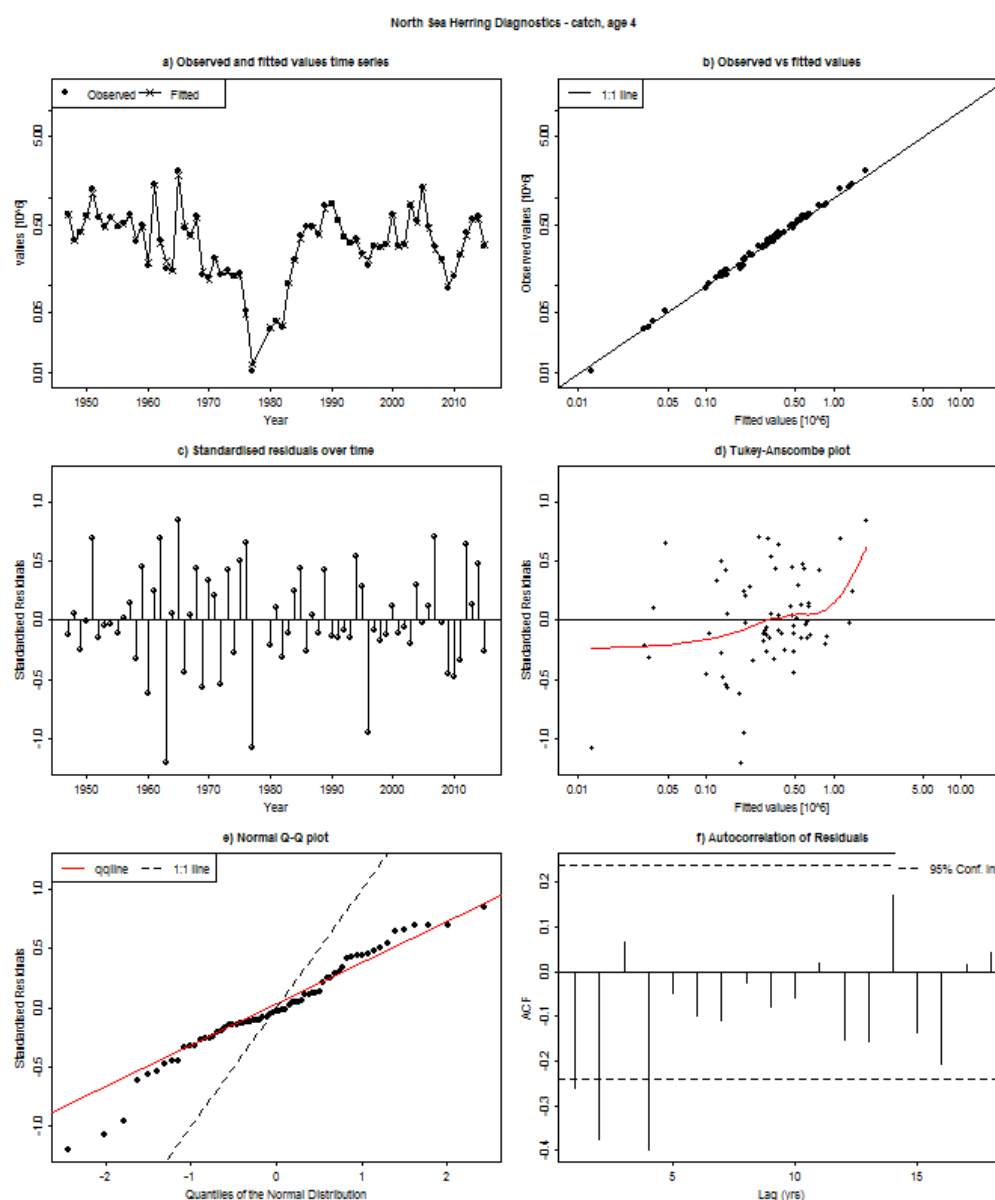 North Sea Herring Diagnostics - catch, age 4
a) Observed and fitted values time series
Observed Fitted
values [10^6]
0.01 0.05 0.50 5.00
1950 1960 1970 1980 1990 2000 2010
Year
b) Observed vs fitted values
1:1 line
Observed values [10^6]
0.01 0.05 0.50 5.00
0.01 0.05 0.10 0.50 1.00 5.00 10.00
Fitted values [10^6]
c) Standardised residuals over time
Standardised Residuals
-1.0 -0.5 0.0 0.5 1.0
1950 1960 1970 1980 1990 2000 2010
Year
d) Tukey-Anscombe plot
Standardised Residuals
-1.0 -0.5 0.0 0.5 1.0
0.01 0.05 0.10 0.50 1.00 5.00 10.00
Fitted values [10^6]
e) Normal Q-Q plot
qqline 1:1 line
Standardised Residuals
-1.0 -0.5 0.0 0.5 1.0
-2 -1 0 1 2
Quantiles of the Normal Distribution
f) Autocorrelation of Residuals
95% Conf. In
ACF
-0.4 -0.3 -0.2 -0.1 0.0 0.1 0.2
5 10 15
Lag (yrs)